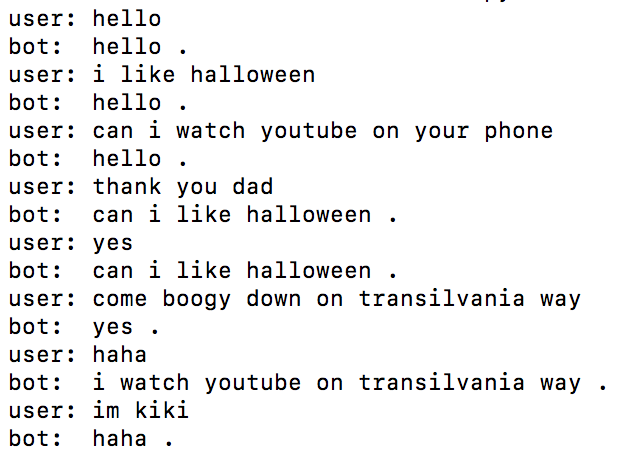 user: hello
bot:  hello .
user: i like halloween
bot:  hello .
user: can i watch youtube on your phone
bot:  hello .
user: thank you dad
bot:  can i like halloween .
user: yes
bot:  can i like halloween .
user: come boogy down on transilvania way
bot:  yes .
user: haha
bot:  i watch youtube on transilvania way .
user: im kiki
bot:  haha .